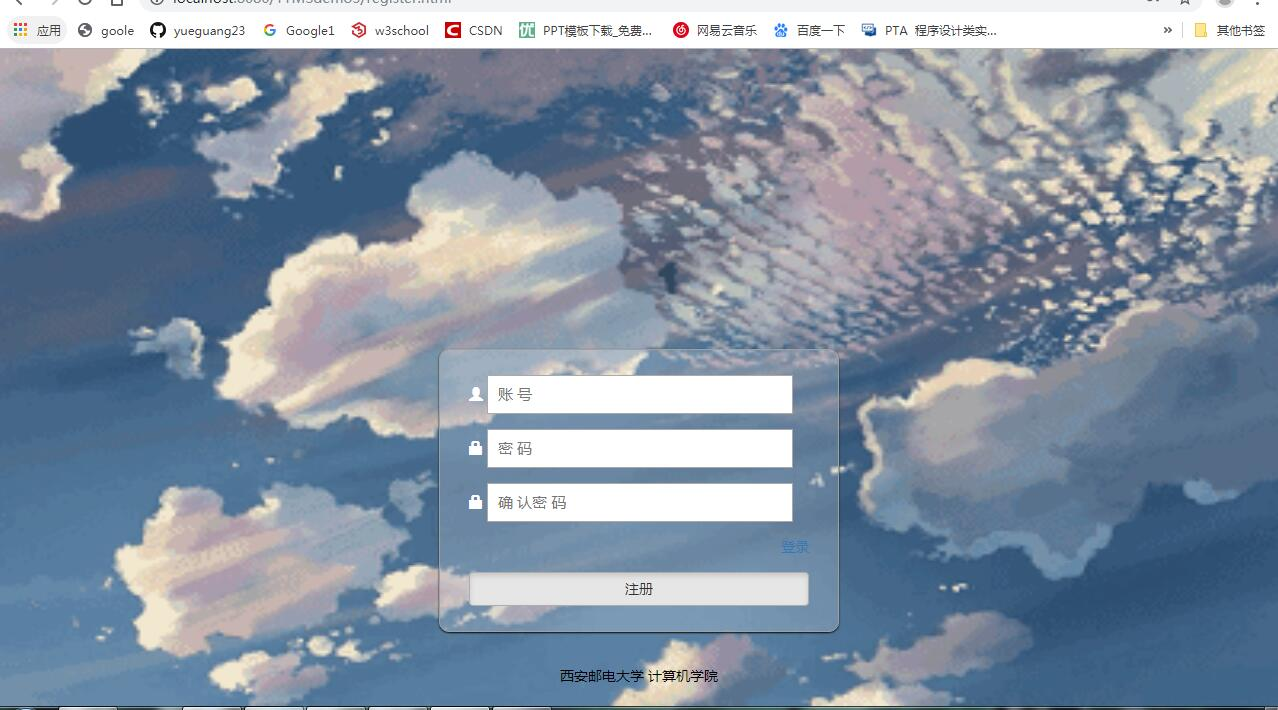 应用 goole Jueguang23 Google1 w3school CSDN PPT模板下载_免费... 网易云音乐 百度一下 PTA 程序设计类实... » 其他书签
账 号
密 码
确 认密 码
登录
注册
西安邮电大学 计算机学院